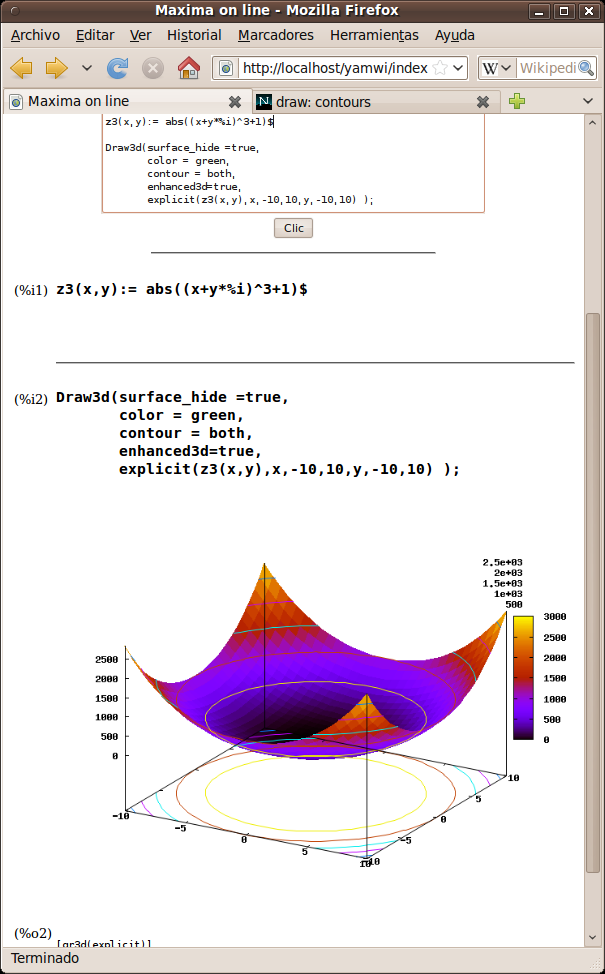 Maxima on line - Mozilla Firefox
Archivo Editar Ver Historial Marcadores Herramientas Ayuda
http://localhost/yamwi/index W Wikipedi
Maxima on line N draw: contours
z3(x,y):= abs((x+y*%i)^3+1)$
Draw3d(surface_hide =true,
color = green,
contour = both,
enhanced3d=true,
explicit(z3(x,y),x,-10,10,y,-10,10) );
Clic
(%i1) z3(x,y):= abs((x+y*%i)^3+1)$
(%i2) Draw3d(surface_hide =true,
color = green,
contour = both,
enhanced3d=true,
explicit(z3(x,y),x,-10,10,y,-10,10) );
2.5e+03
2e+03
1.5e+03
1e+03
500
3000
2500
2000
1500
1000
500
0
2500
2000
1500
1000
500
0
-10
-5
0
5
10
-10
-5
0
5
10
(%o2)
[gr3d(explicit)]
Terminado